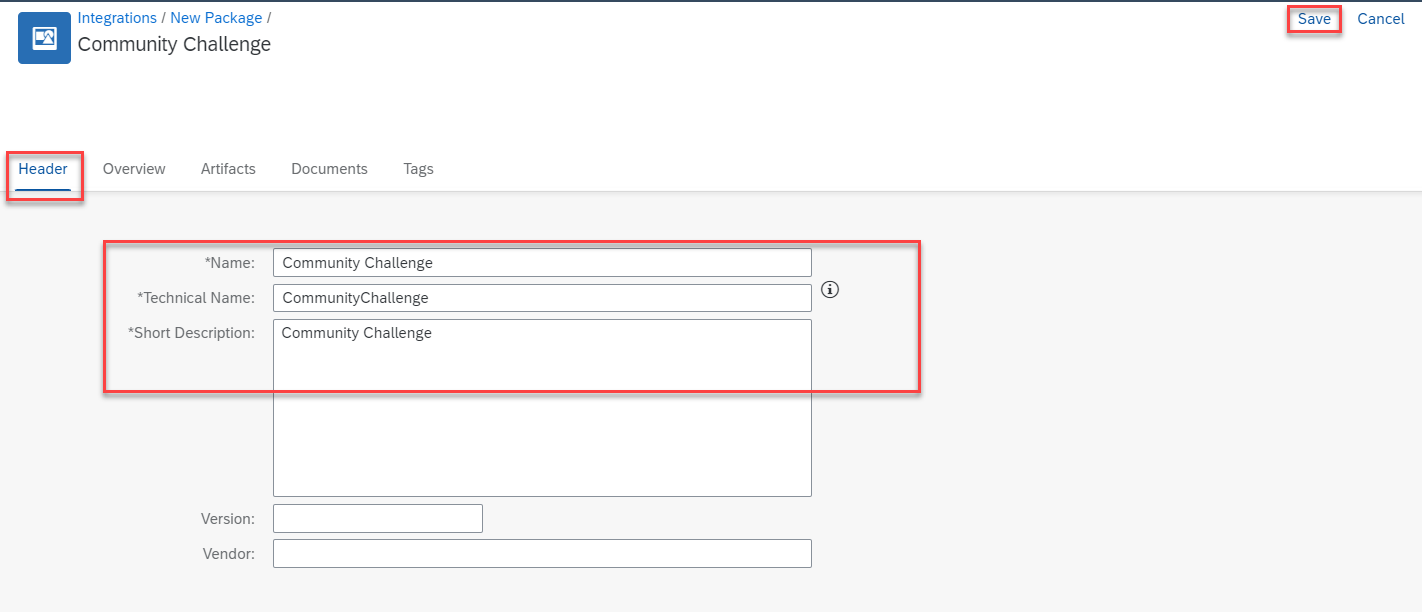 Integrations / New Package /
Save Cancel
Community Challenge
Header Overview Artifacts Documents Tags
*Name: Community Challenge
*Technical Name: CommunityChallenge
*Short Description: Community Challenge
Version:
Vendor: